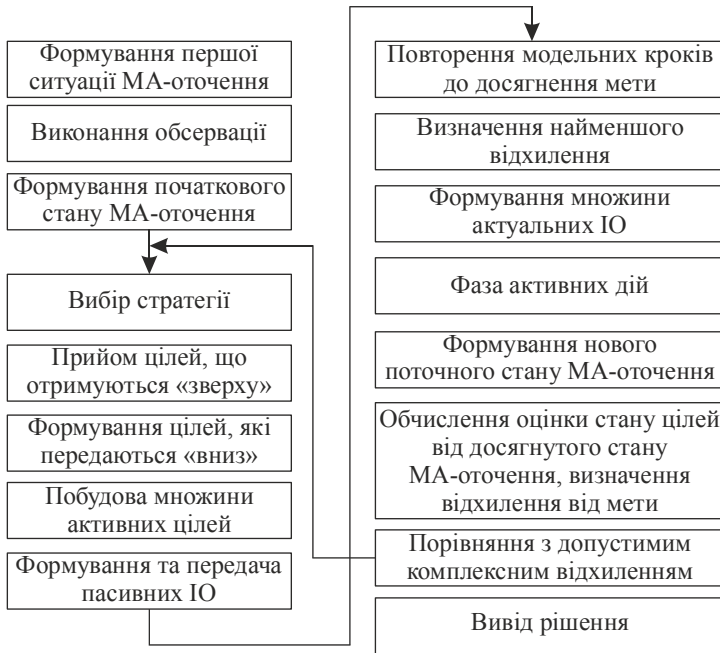 Формування першої
ситуації МА-оточення
Виконання обсервації
Формування початкового
стану МА-оточення
Вибір стратегії
Прийом цілей, що
отримуються «зверху»
Формування цілей, які
передаються «вниз»
Побудова множини
активних цілей
Формування та передача
пасивних ІО
Повторення модельних кроків
до досягнення мети
Визначення найменшого
відхилення
Формування множини
актуальних ІО
Фаза активних дій
Формування нового
поточного стану МА-оточення
Обчислення оцінки стану цілей
від досягнутого стану
МА-оточення, визначення
відхилення від мети
Порівняння з допустимим
комплексним відхиленням
Вивід рішення